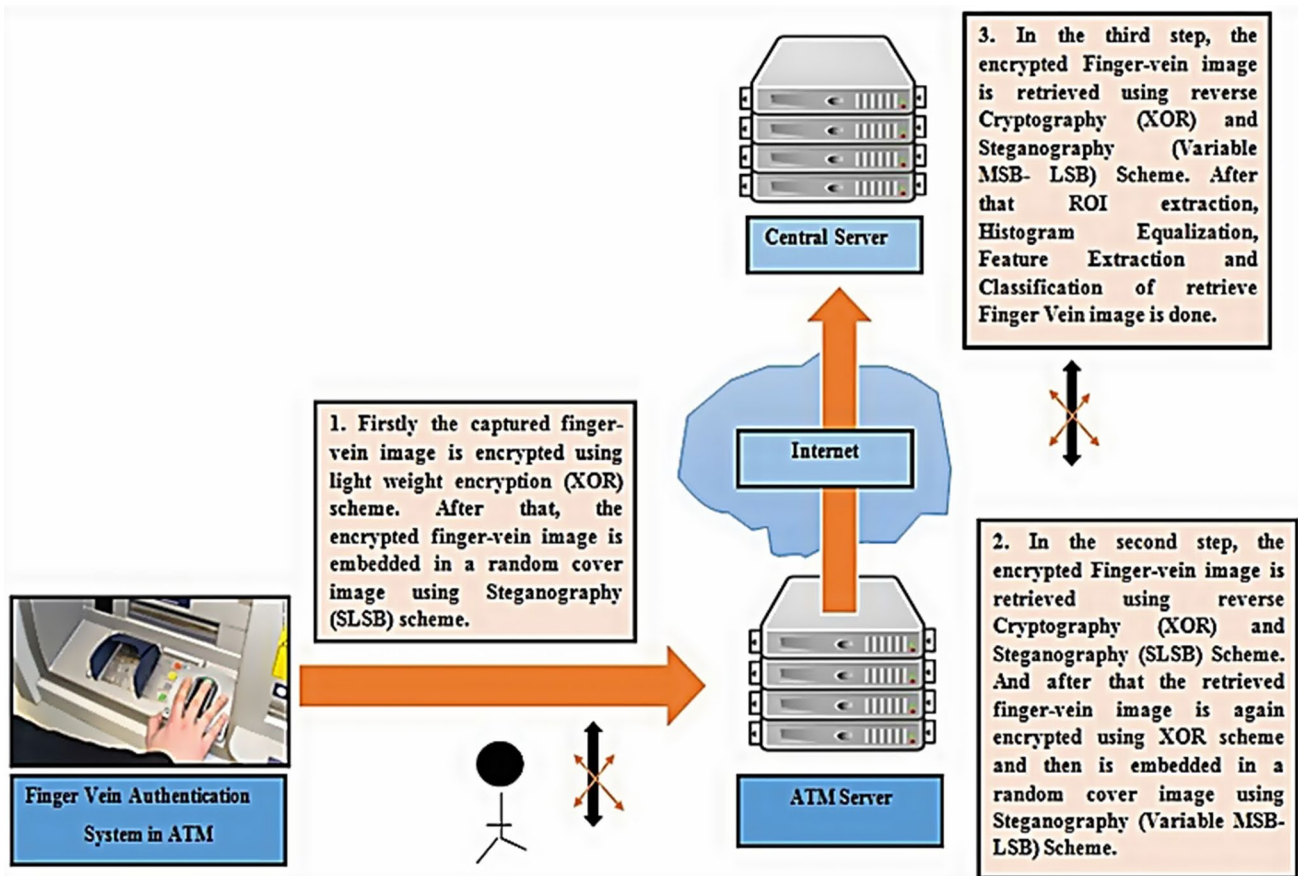 3. In the third step, the
encrypted Finger-vein image
is retrieved using reverse
Cryptography (XOR) and
Steganography (Variable
MSB- LSB) Scheme. After
that ROI extraction,
Histogram Equalization,
Feature Extraction and
Classification of retrieve
Finger Vein image is done.
Central Server
1. Firstly the captured finger-
vein image is encrypted using
light weight encryption (XOR)
scheme. After that, the
encrypted finger-vein image is
embedded in a random cover
image using Steganography
(SLSB) scheme.
Internet
2. In the second step, the
encrypted Finger-vein image is
retrieved using reverse
Cryptography (XOR) and
Steganography (SLSB) Scheme.
And after that the retrieved
finger-vein image is again
encrypted using XOR scheme
and then is embedded in a
random cover image using
Steganography (Variable MSB-
LSB) Scheme.
Finger Vein Authentication
System in ATM
ATM Server